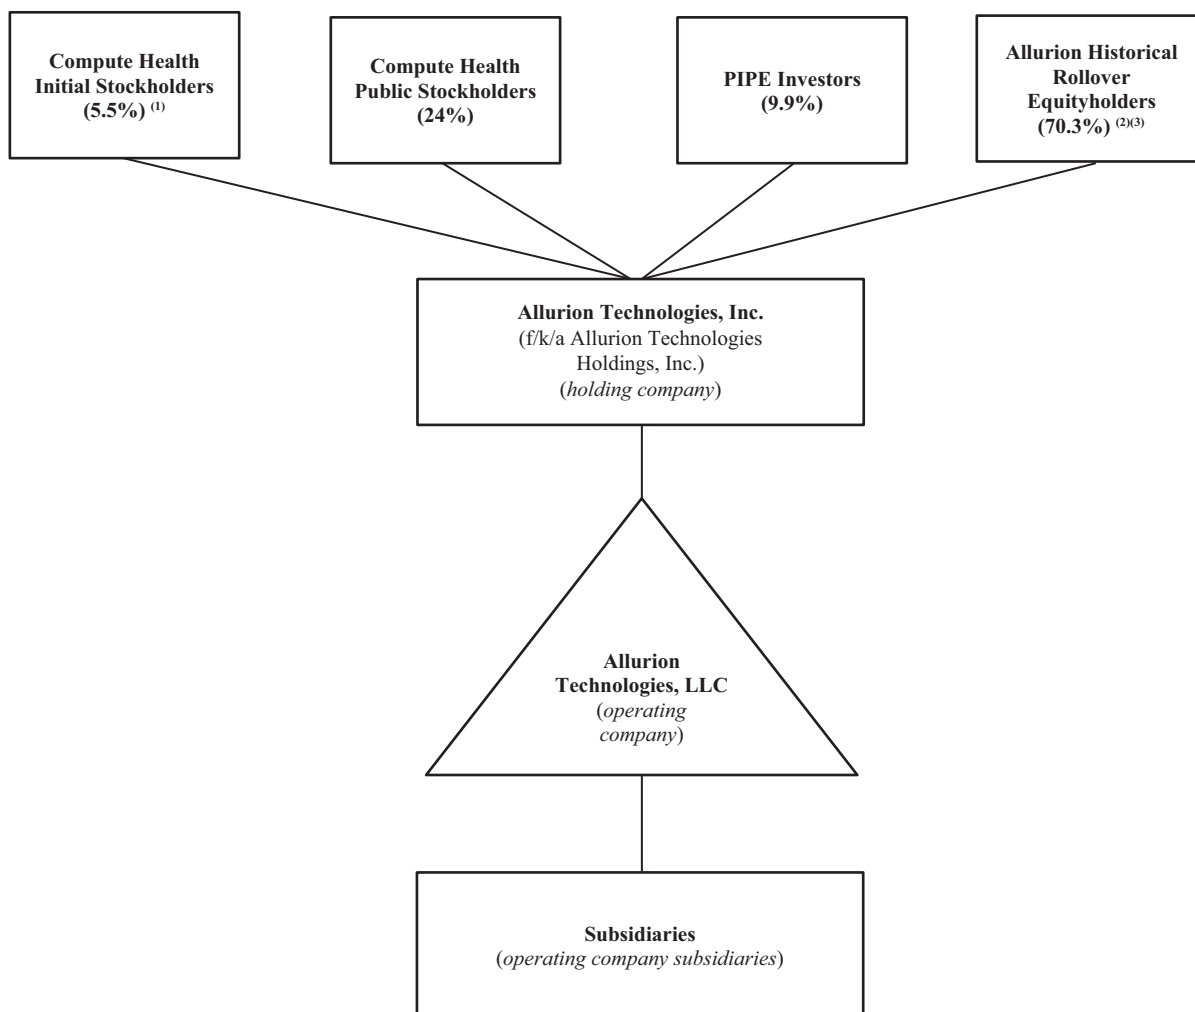 Compute Health
Initial Stockholders
(5.5%) (1)
Compute Health
Public Stockholders
(24%)
PIPE Investors
(9.9%)
Allurion Historical
Rollover
Equityholders
(70.3%) (2)(3)
Allurion Technologies, Inc.
(f/k/a Allurion Technologies
Holdings, Inc.)
(holding company)
Allurion
Technologies, LLC
(operating
company)
Subsidiaries
(operating company subsidiaries)